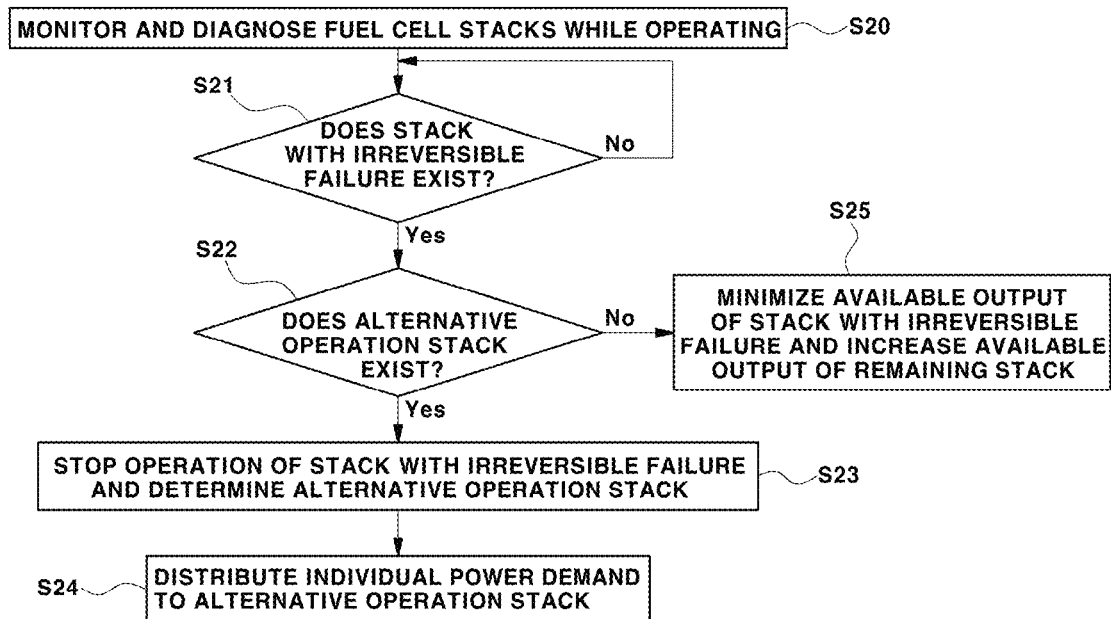 MONITOR AND DIAGNOSE FUEL CELL STACKS WHILE OPERATING
S20
S21
DOES STACK
WITH IRREVERSIBLE
FAILURE EXIST?
No
Yes
S22
DOES ALTERNATIVE
OPERATION STACK
EXIST?
No
S25
MINIMIZE AVAILABLE OUTPUT
OF STACK WITH IRREVERSIBLE
FAILURE AND INCREASE AVAILABLE
OUTPUT OF REMAINING STACK
Yes
STOP OPERATION OF STACK WITH IRREVERSIBLE FAILURE
AND DETERMINE ALTERNATIVE OPERATION STACK
S23
S24
DISTRIBUTE INDIVIDUAL POWER DEMAND
TO ALTERNATIVE OPERATION STACK